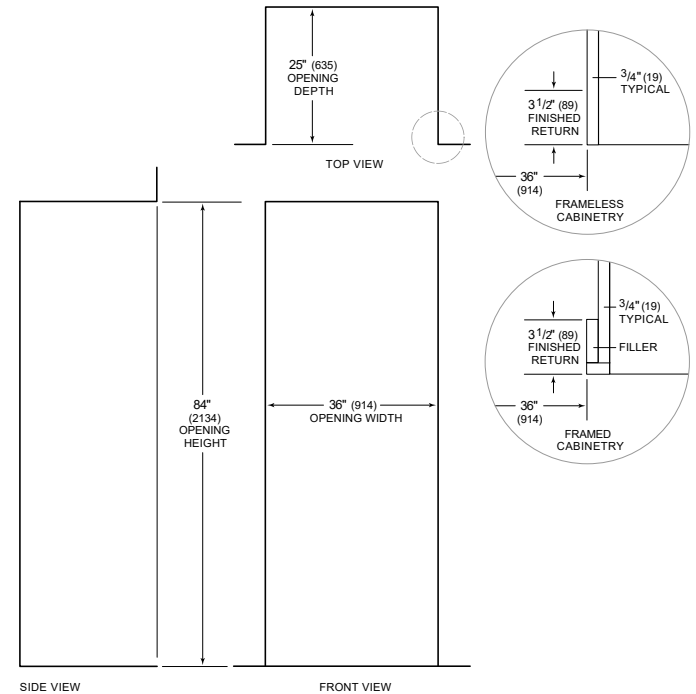 25" (635)
OPENING
DEPTH
TOP VIEW
3/4" (19)
TYPICAL
3 1/2" (89)
FINISHED
RETURN
36"
(914)
FRAMELESS
CABINETRY
3/4" (19)
TYPICAL
3 1/2" (89)
FINISHED
RETURN
FILLER
36"
(914)
FRAMED
CABINETRY
84"
(2134)
OPENING
HEIGHT
36" (914)
OPENING WIDTH
SIDE VIEW
FRONT VIEW